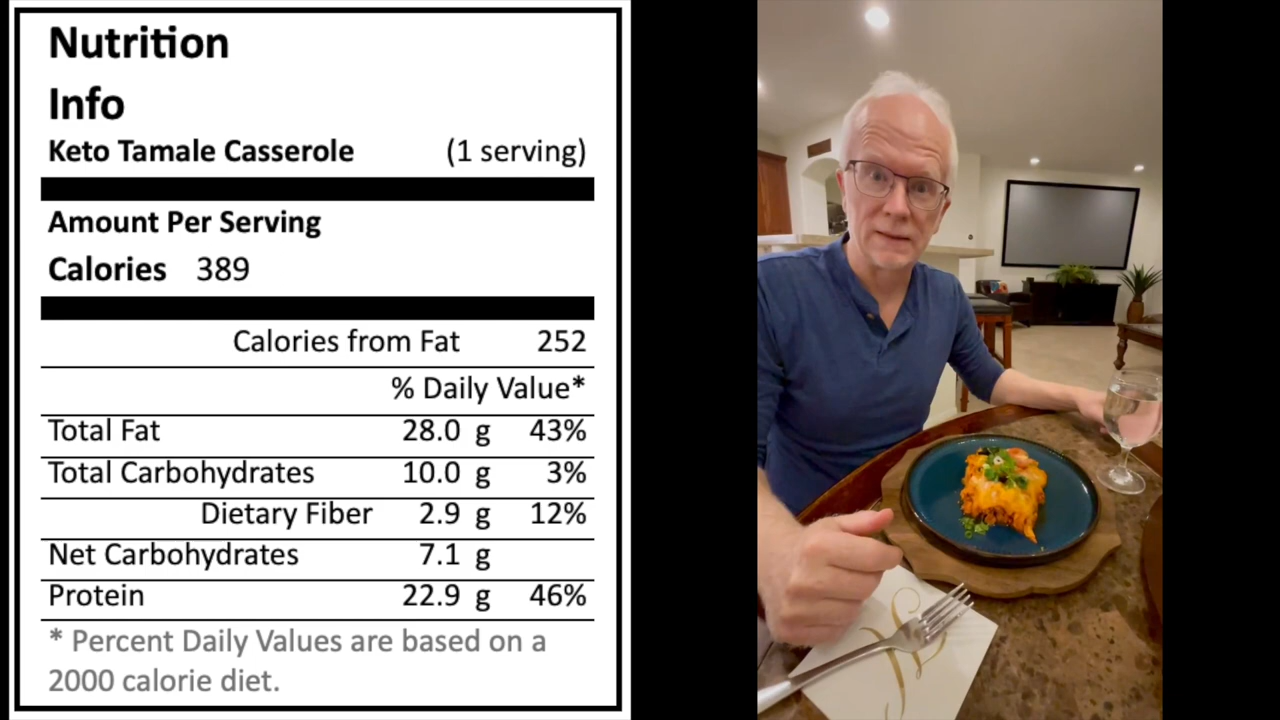 Nutrition
Info
Keto Tamale Casserole (1 serving)
Amount Per Serving
Calories 389
Calories from Fat 252
% Daily Value*
Total Fat 28.0 g 43%
Total Carbohydrates 10.0 g 3%
Dietary Fiber 2.9 g 12%
Net Carbohydrates 7.1 g
Protein 22.9 g 46%
* Percent Daily Values are based on a
2000 calorie diet.